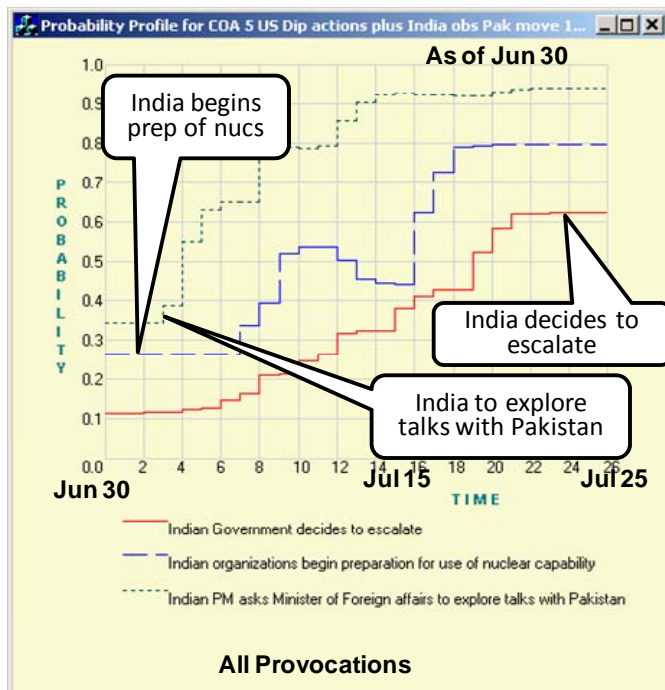 Probability Profile for COA 5 US Dip actions plus India obs Pak move 1...
As of Jun 30
1.0
0.9
0.8
0.7
0.6
0.5
0.4
0.3
0.2
0.1
0.0
PROBABILITY
India begins
prep of nucs
India decides to
escalate
India to explore
talks with Pakistan
2 4 6 8 10 12 14 16 18 20 22 24 26
Jun 30 Jul 15 Jul 25
TIME
Indian Government decides to escalate
Indian organizations begin preparation for use of nuclear capability
Indian PM asks Minister of Foreign affairs to explore talks with Pakistan
All Provocations